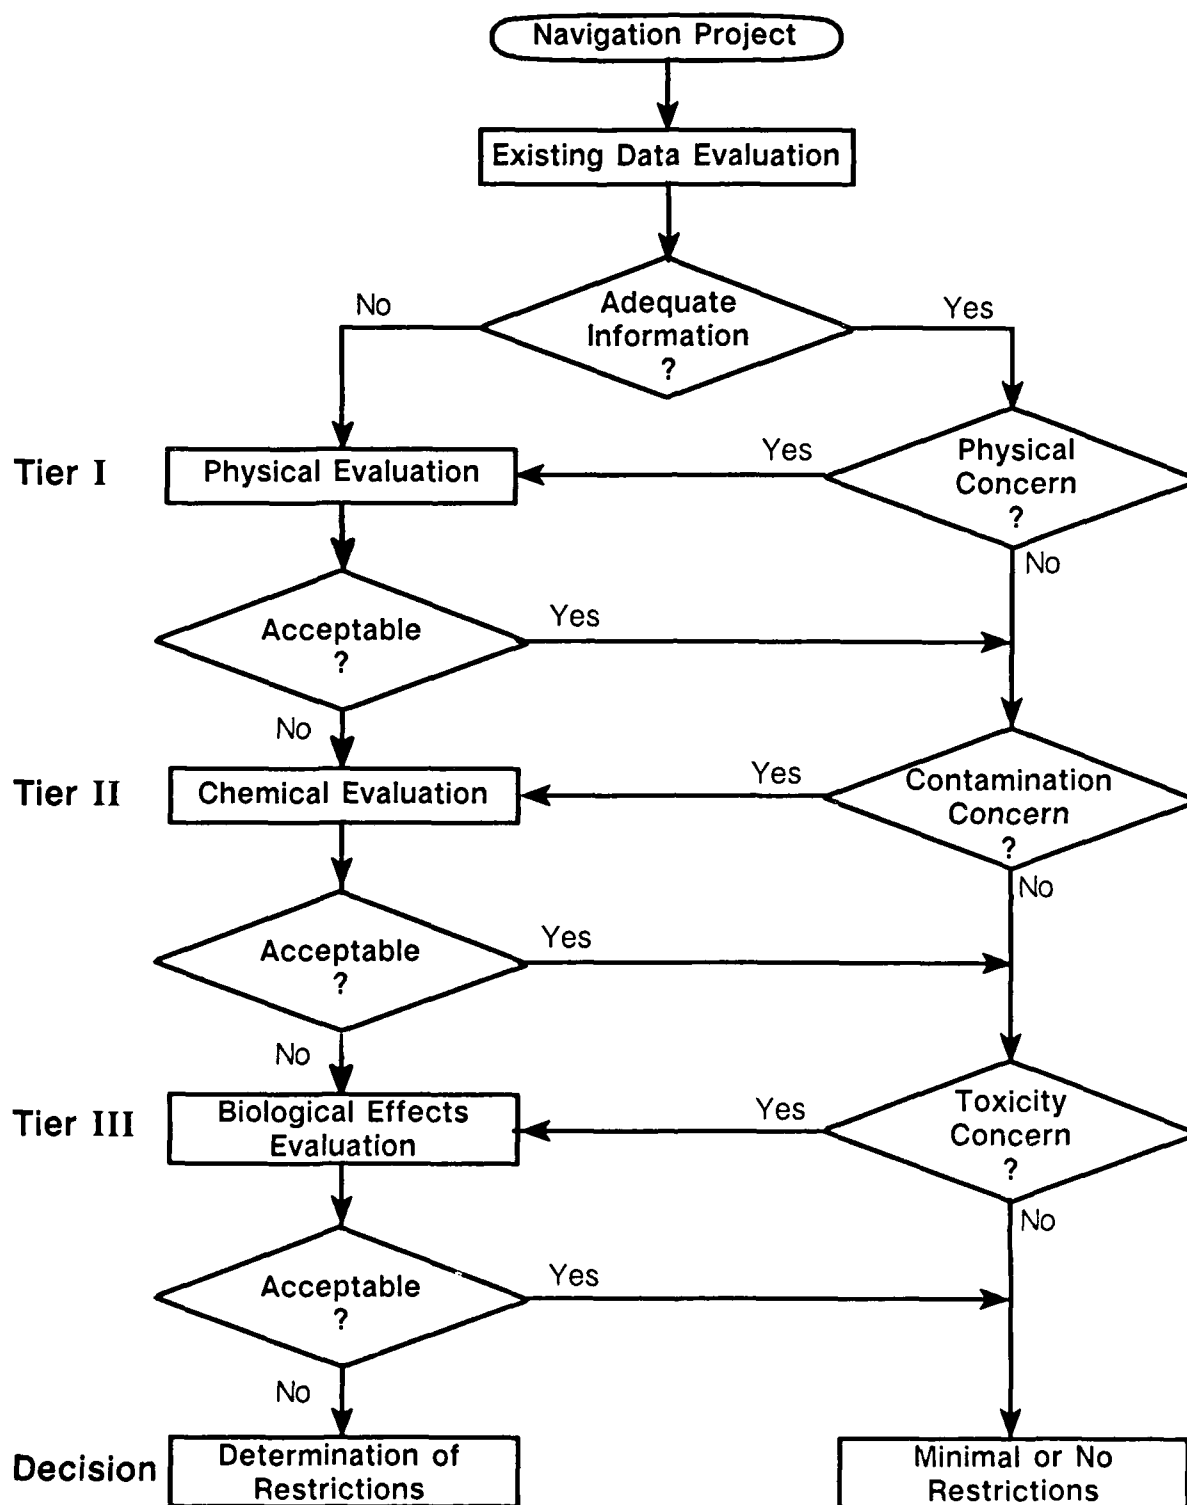 Navigation Project
Existing Data Evaluation
No
Adequate
Information
?
Yes
Tier I
Physical Evaluation
Yes
Physical
Concern
?
No
Acceptable
?
Yes
No
Tier II
Chemical Evaluation
Yes
Contamination
Concern
?
No
Acceptable
?
Yes
No
Tier III
Biological Effects
Evaluation
Yes
Toxicity
Concern
?
No
Acceptable
?
Yes
No
Decision
Determination of
Restrictions
Minimal or No
Restrictions